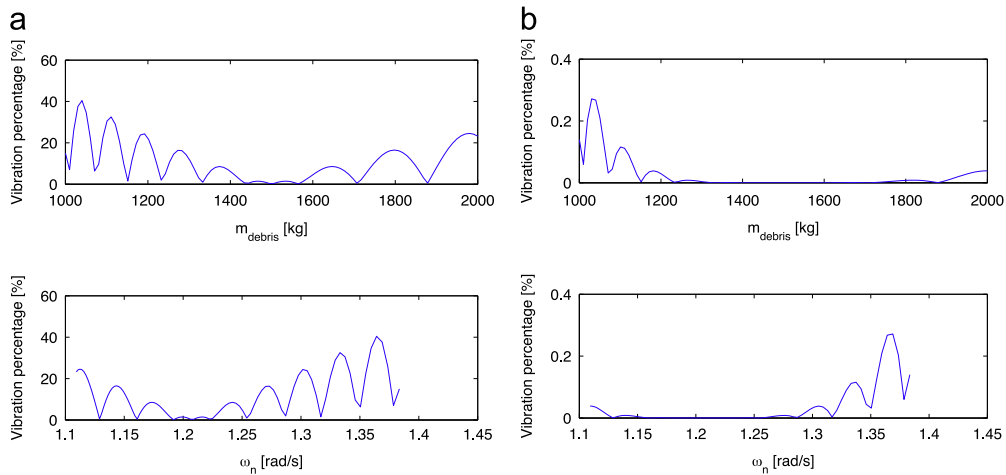 a
Vibration percentage [%]
60
40
20
0
1000 1200 1400 1600 1800 2000
m_debris [kg]
b
Vibration percentage [%]
0.4
0.2
0
1000 1200 1400 1600 1800 2000
m_debris [kg]
Vibration percentage [%]
60
40
20
0
1.1 1.15 1.2 1.25 1.3 1.35 1.4 1.45
ω_n [rad/s]
Vibration percentage [%]
0.4
0.2
0
1.1 1.15 1.2 1.25 1.3 1.35 1.4 1.45
ω_n [rad/s]